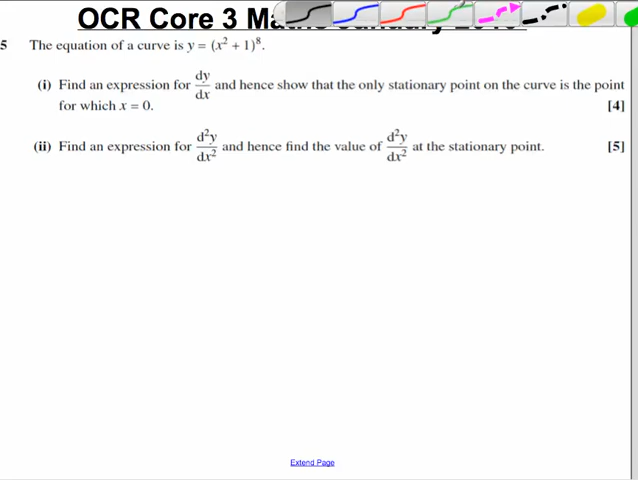 OCR Core 3 Ma
5 The equation of a curve is y = (x² + 1)⁸.
(i) Find an expression for dy/dx and hence show that the only stationary point on the curve is the point
for which x = 0. [4]
(ii) Find an expression for d²y/dx² and hence find the value of d²y/dx² at the stationary point. [5]
Extend Page